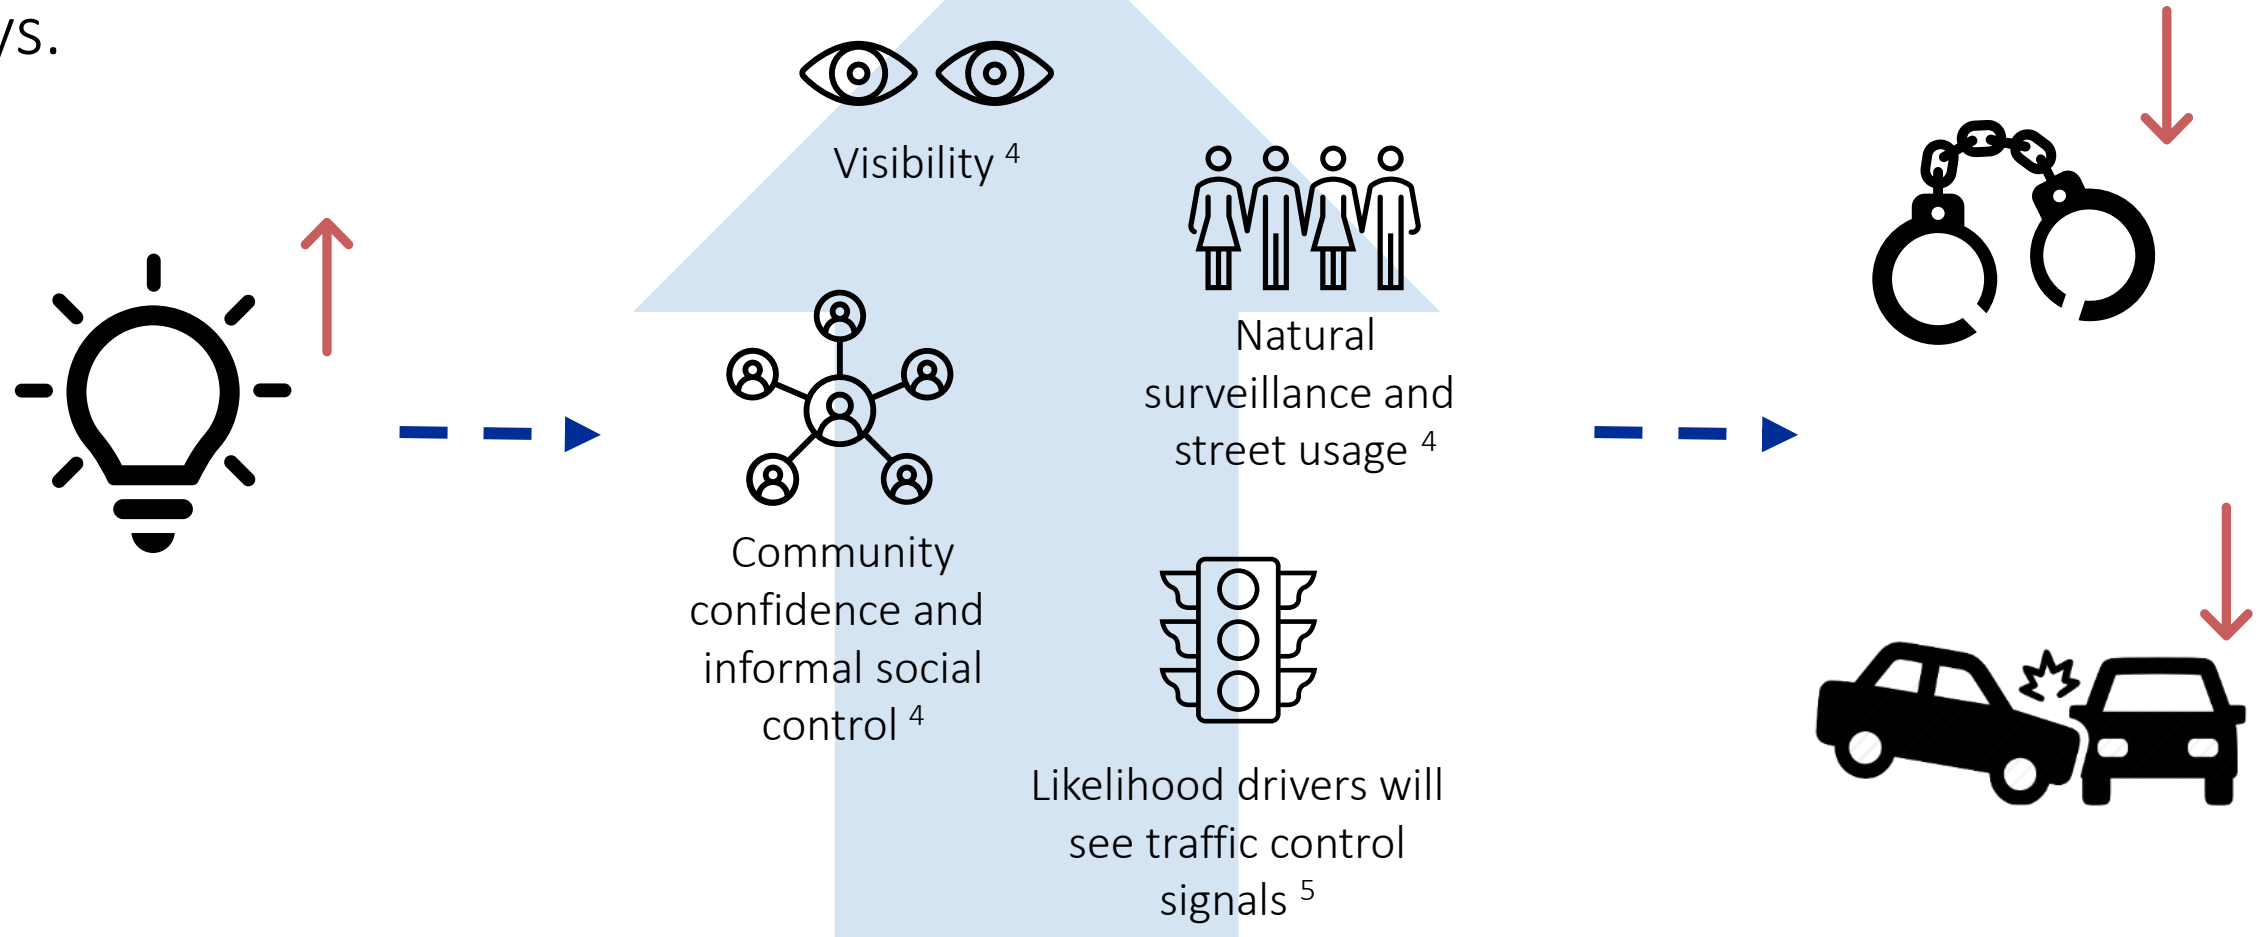 ys.
Visibility 4
Natural
surveillance and
street usage 4
Community
confidence and
informal social
control 4
Likelihood drivers will
see traffic control
signals 5